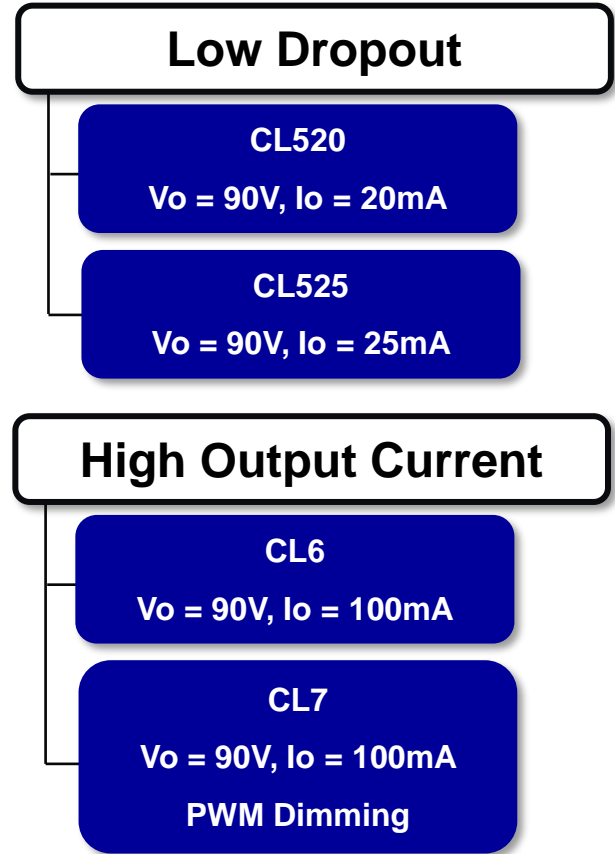 Low Dropout
CL520
Vo = 90V, Io = 20mA
CL525
Vo = 90V, Io = 25mA
High Output Current
CL6
Vo = 90V, Io = 100mA
CL7
Vo = 90V, Io = 100mA
PWM Dimming